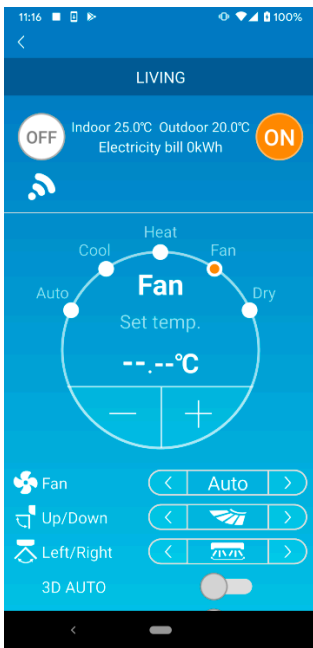 11:16 100%
LIVING
OFF Indoor 25.0℃ Outdoor 20.0℃ ON
Electricity bill 0kWh
Heat
Cool Fan
Auto Fan Dry
Set temp.
--.--℃
− +
Fan Auto
Up/Down
Left/Right
3D AUTO